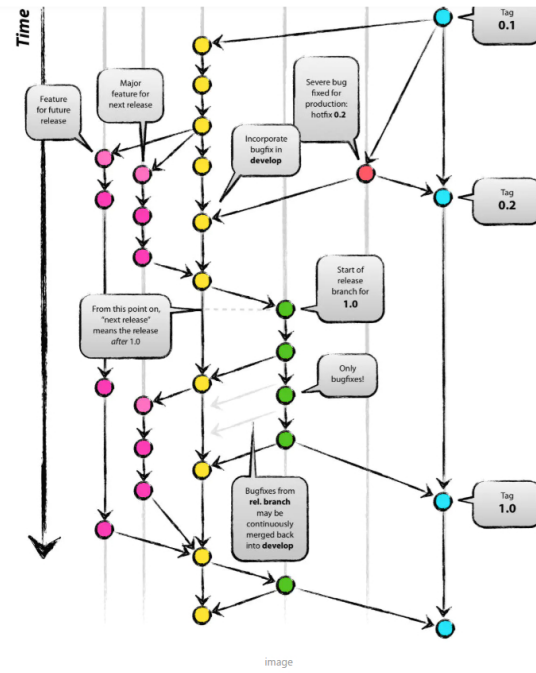 Time
Tag
0.1
Major
feature for
next release
Severe bug
fixed for
production:
hotfix 0.2
Feature
for future
release
Incorporate
bugfix in
develop
Tag
0.2
Start of
release
branch for
1.0
From this point on,
"next release"
means the release
after 1.0
Only
bugfixes!
Bugfixes from
rel. branch
may be
continuously
merged back
into develop
Tag
1.0
image